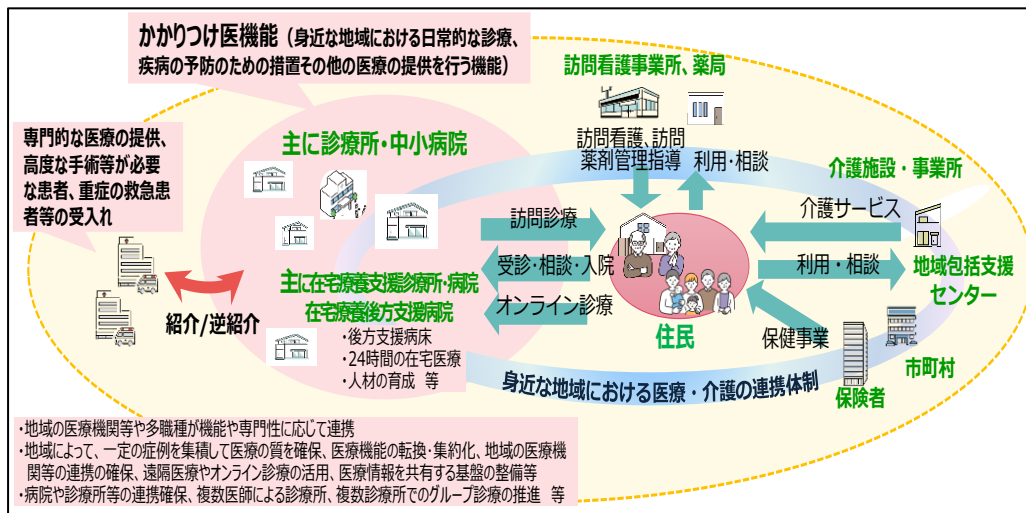 かかりつけ医機能（身近な地域における日常的な診療、
疾病の予防のための措置その他の医療の提供を行う機能）
訪問看護事業所、薬局
専門的な医療の提供、
高度な手術等が必要
な患者、重症の救急患
者等の受入れ
主に診療所・中小病院
訪問看護、訪問
薬剤管理指導
利用・相談
介護施設・事業所
訪問診療
介護サービス
受診・相談・入院
利用・相談
地域包括支援
センター
主に在宅療養支援診療所・病院
在宅療養後方支援病院
オンライン診療
紹介/逆紹介
・後方支援病床
・24時間の在宅医療
・人材の育成 等
住民
保健事業
市町村
保険者
身近な地域における医療・介護の連携体制
・地域の医療機関等や多職種が機能や専門性に応じて連携
・地域によって、一定の症例を集積して医療の質を確保、医療機能の転換・集約化、地域の医療機
関等の連携の確保、遠隔医療やオンライン診療の活用、医療情報を共有する基盤の整備等
・病院や診療所等の連携確保、複数医師による診療所、複数診療所でのグループ診療の推進 等